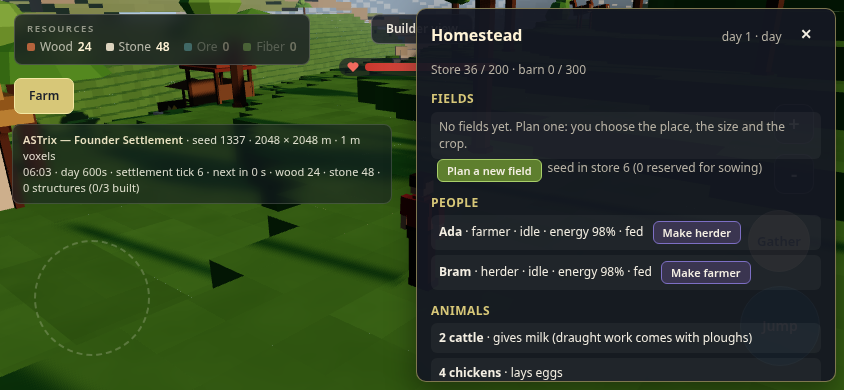 RESOURCES
Wood 24 Stone 48 Ore 0 Fiber 0
Build
Farm
ASTrix — Founder Settlement · seed 1337 · 2048 × 2048 m · 1 m
voxels
06:03 · day 600s · settlement tick 6 · next in 0 s · wood 24 · stone 48 ·
0 structures (0/3 built)
Homestead
day 1 · day ×
Store 36 / 200 · barn 0 / 300
FIELDS
No fields yet. Plan one: you choose the place, the size and the
crop.
Plan a new field seed in store 6 (0 reserved for sowing)
PEOPLE
Ada · farmer · idle · energy 98% · fed Make herder
Gather
Bram · herder · idle · energy 98% · fed Make farmer
ANIMALS
Jump
2 cattle · gives milk (draught work comes with ploughs)
4 chickens · lays eggs